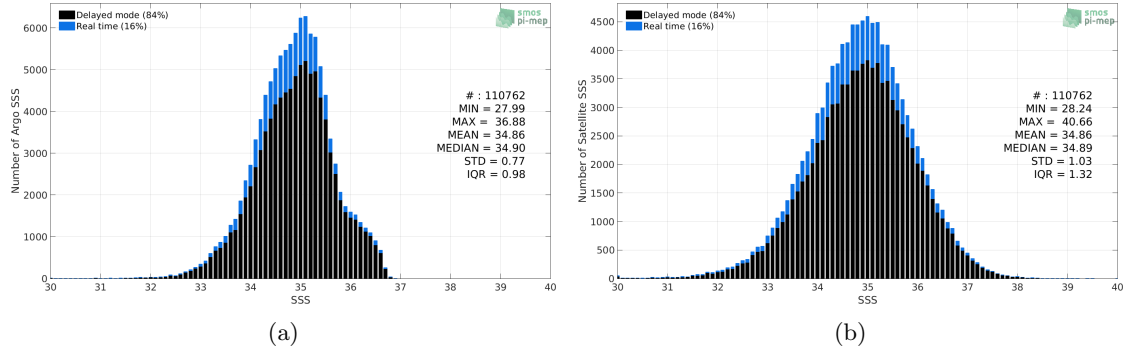 Delayed mode (84%)
Real time (16%)
smos
pi-mep
6000
5000
4000
3000
2000
1000
0
Number of Argo SSS
# : 110762
MIN = 27.99
MAX = 36.88
MEAN = 34.86
MEDIAN = 34.90
STD = 0.77
IQR = 0.98
30 31 32 33 34 35 36 37 38 39 40
SSS
(a)
Delayed mode (84%)
Real time (16%)
smos
pi-mep
4500
4000
3500
3000
2500
2000
1500
1000
500
0
Number of Satellite SSS
# : 110762
MIN = 28.24
MAX = 40.66
MEAN = 34.86
MEDIAN = 34.89
STD = 1.03
IQR = 1.32
30 31 32 33 34 35 36 37 38 39 40
SSS
(b)